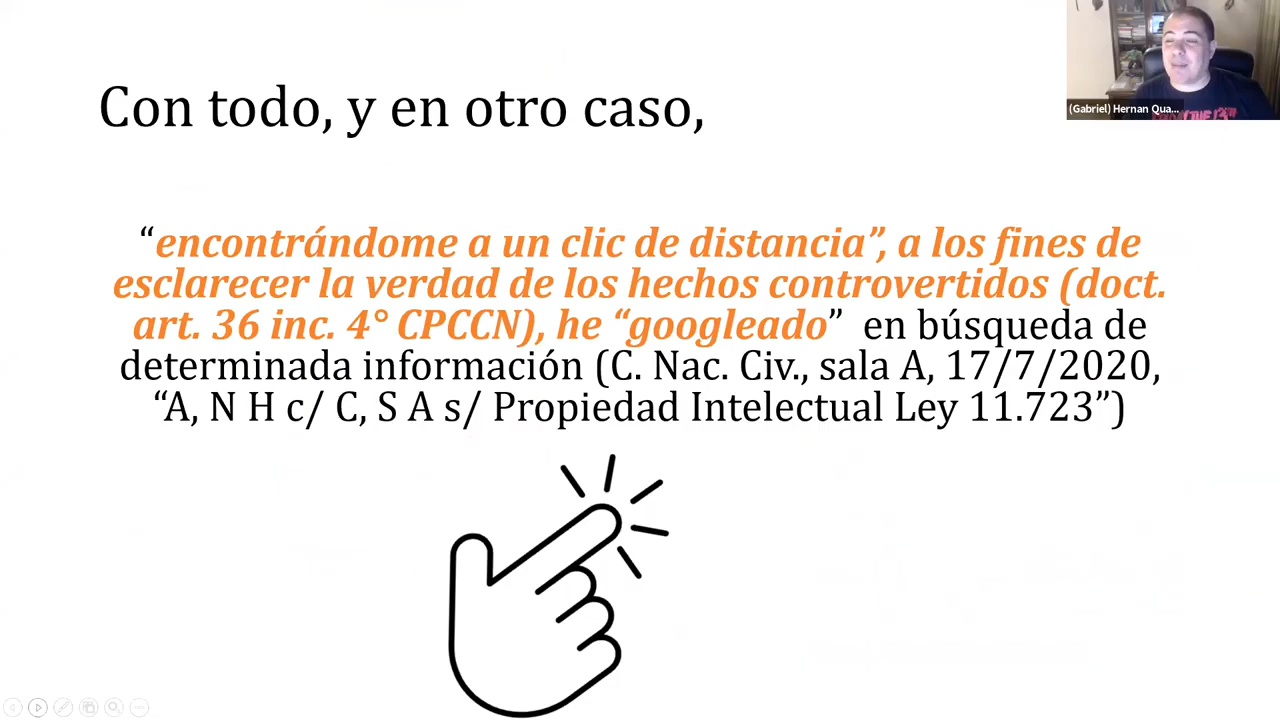 Con todo, y en otro caso,
“encontrándome a un clic de distancia”, a los fines de
esclarecer la verdad de los hechos controvertidos (doct.
art. 36 inc. 4° CPCCN), he “googleado” en búsqueda de
determinada información (C. Nac. Civ., sala A, 17/7/2020,
“A, N H c/ C, S A s/ Propiedad Intelectual Ley 11.723”)
(Gabriel) Hernan Qua...